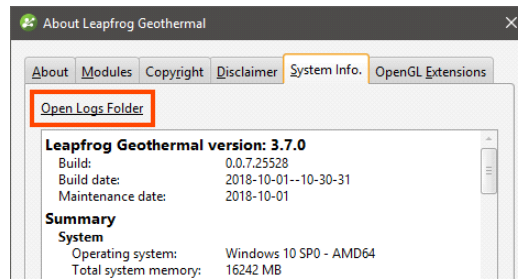 About Leapfrog Geothermal
About Modules Copyright Disclaimer System Info. OpenGL Extensions
Open Logs Folder
Leapfrog Geothermal version: 3.7.0
Build: 0.0.7.25528
Build date: 2018-10-01--10-30-31
Maintenance date: 2018-10-01
Summary
System
Operating system: Windows 10 SP0 - AMD64
Total system memory: 16242 MB